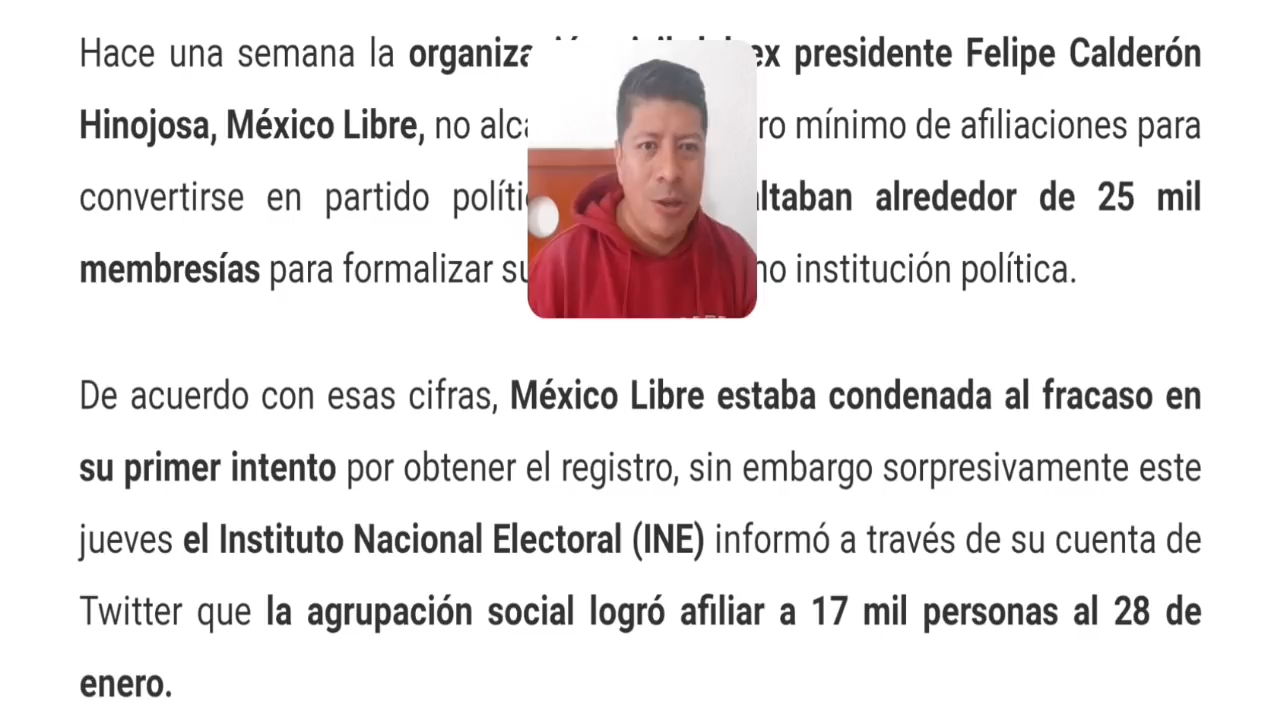 Hace una semana la organiza ex presidente Felipe Calderón
Hinojosa, México Libre, no alc ro mínimo de afiliaciones para
convertirse en partido políti ltaban alrededor de 25 mil
membresías para formalizar su no institución política.
De acuerdo con esas cifras, México Libre estaba condenada al fracaso en
su primer intento por obtener el registro, sin embargo sorpresivamente este
jueves el Instituto Nacional Electoral (INE) informó a través de su cuenta de
Twitter que la agrupación social logró afiliar a 17 mil personas al 28 de
enero.